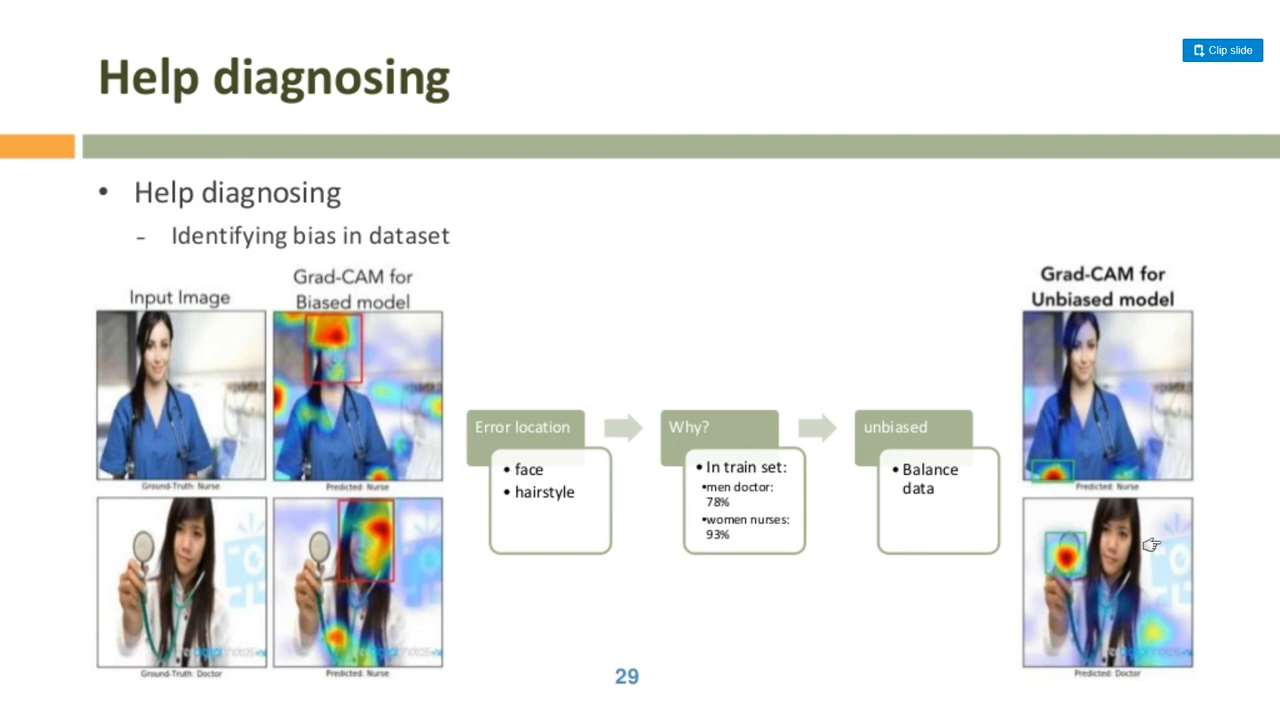 Clip slide
Help diagnosing
• Help diagnosing
- Identifying bias in dataset
Input Image
Grad-CAM for
Biased model
Ground-Truth: Nurse
Predicted: Nurse
Ground-Truth: Doctor
Predicted: Nurse
Error location
• face
• hairstyle
Why?
• In train set:
•men doctor:
78%
•women nurses:
93%
unbiased
• Balance
data
Grad-CAM for
Unbiased model
Predicted: Nurse
Predicted: Doctor
29